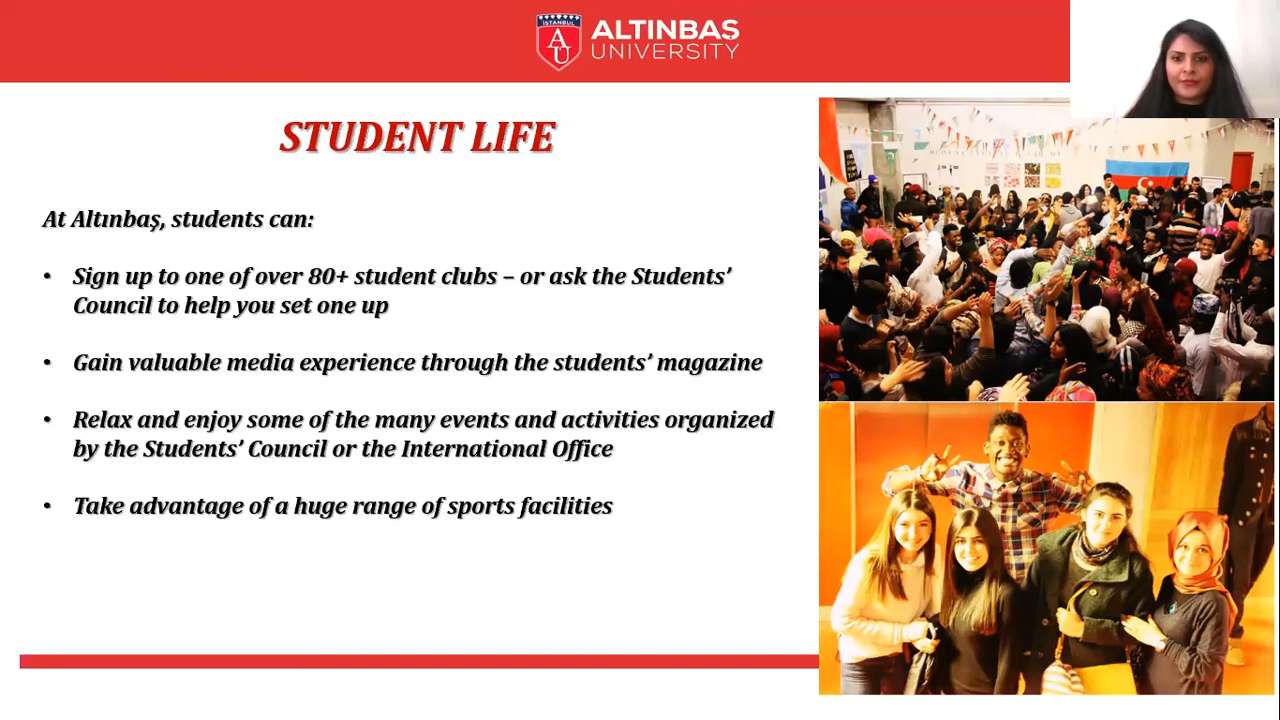 İSTANBUL
AU
ALTINBAŞ
UNIVERSITY
STUDENT LIFE
At Altınbaş, students can:
• Sign up to one of over 80+ student clubs – or ask the Students’
Council to help you set one up
• Gain valuable media experience through the students’ magazine
• Relax and enjoy some of the many events and activities organized
by the Students’ Council or the International Office
• Take advantage of a huge range of sports facilities